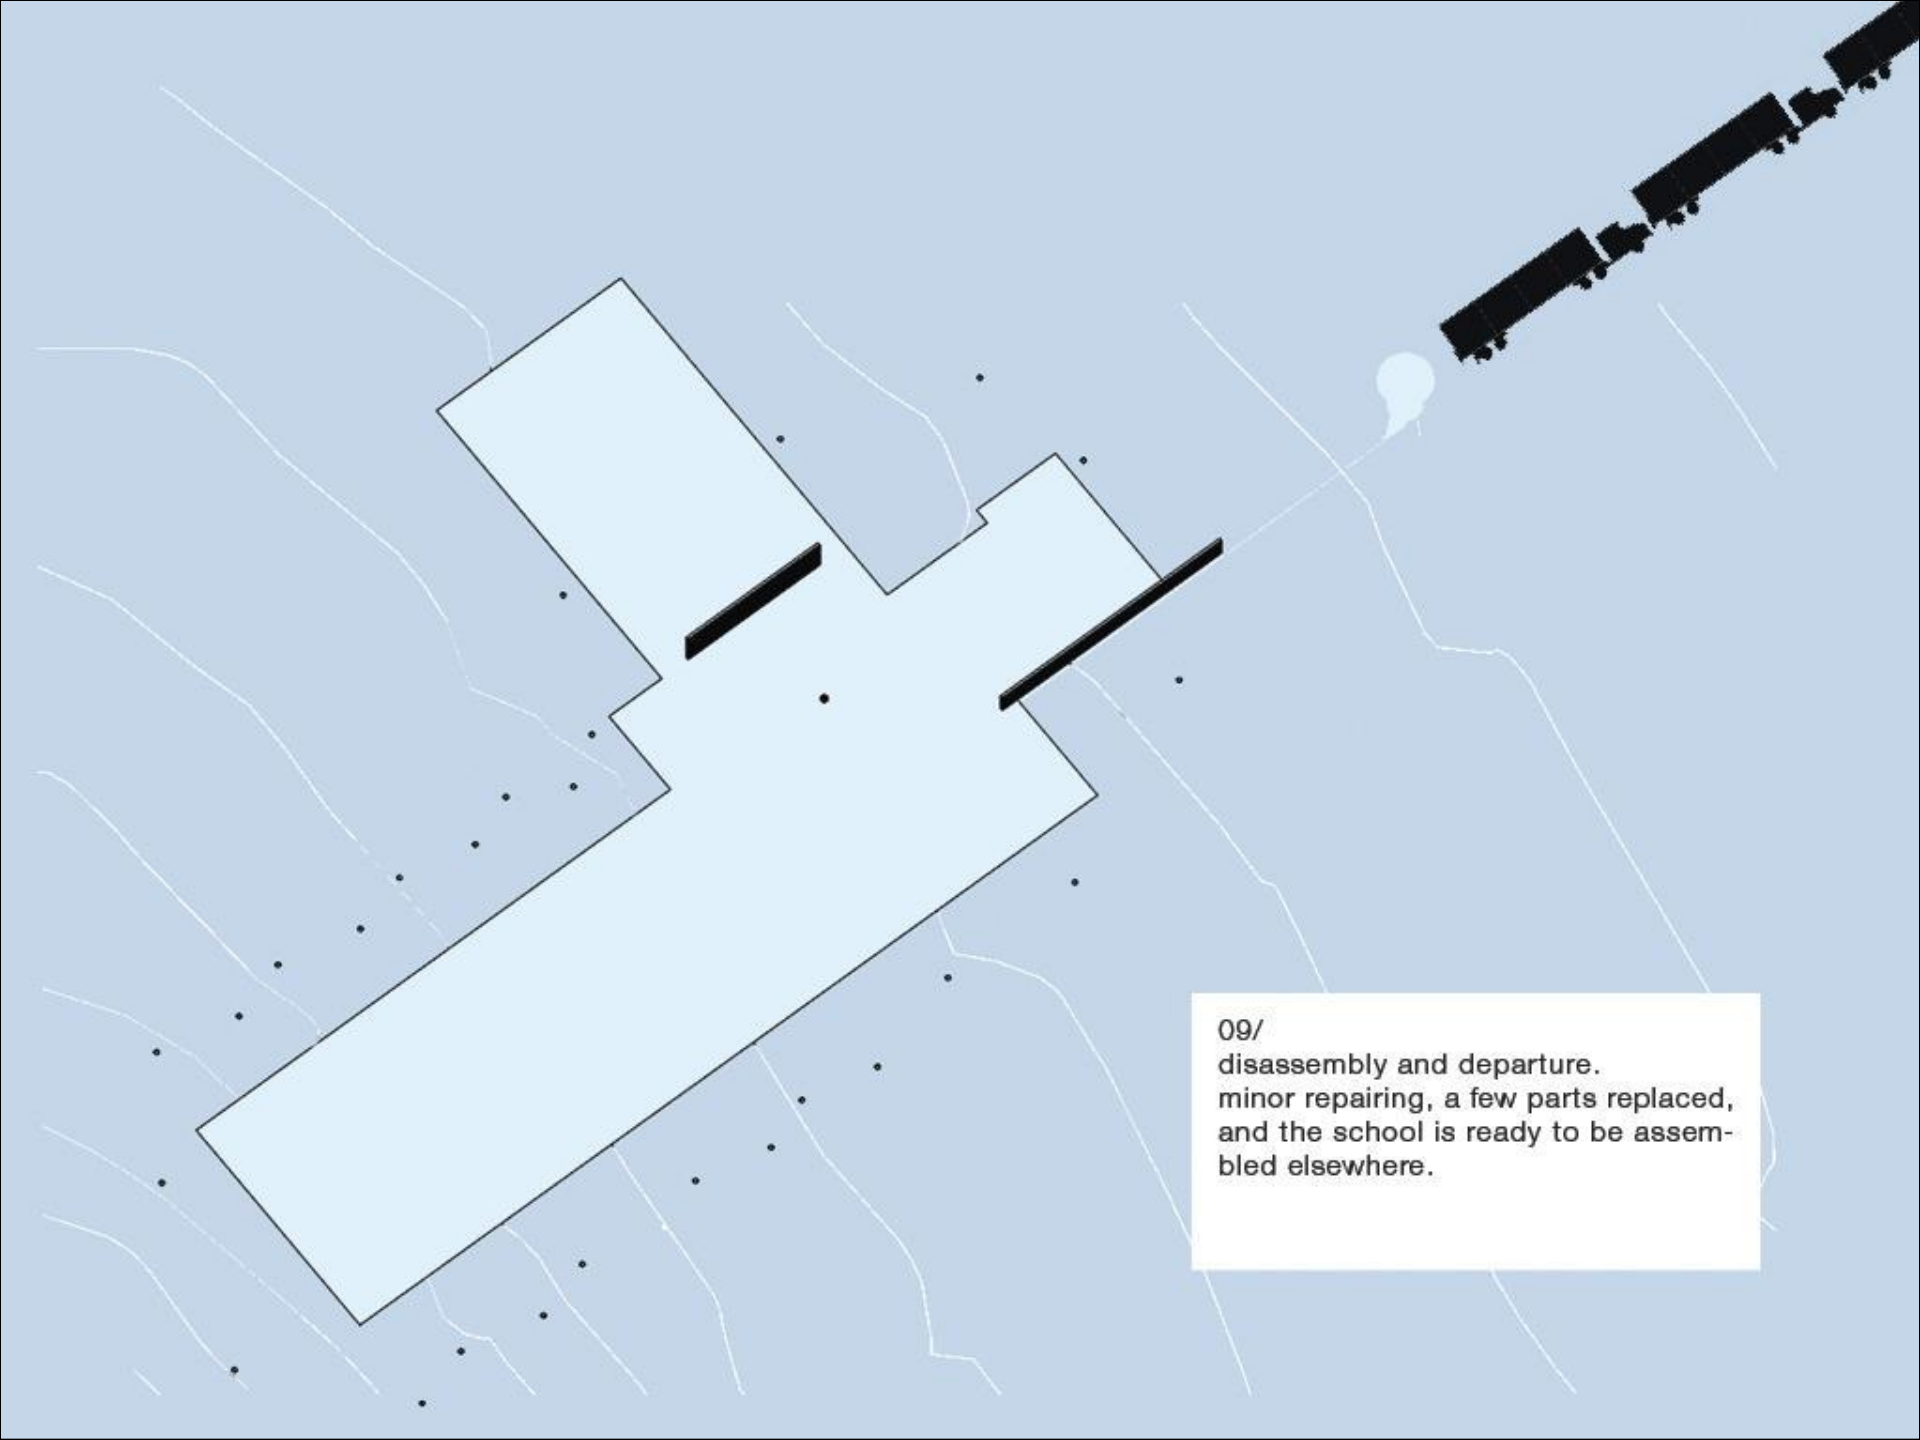 09/
disassembly and departure.
minor repairing, a few parts replaced,
and the school is ready to be assem-
bled elsewhere.